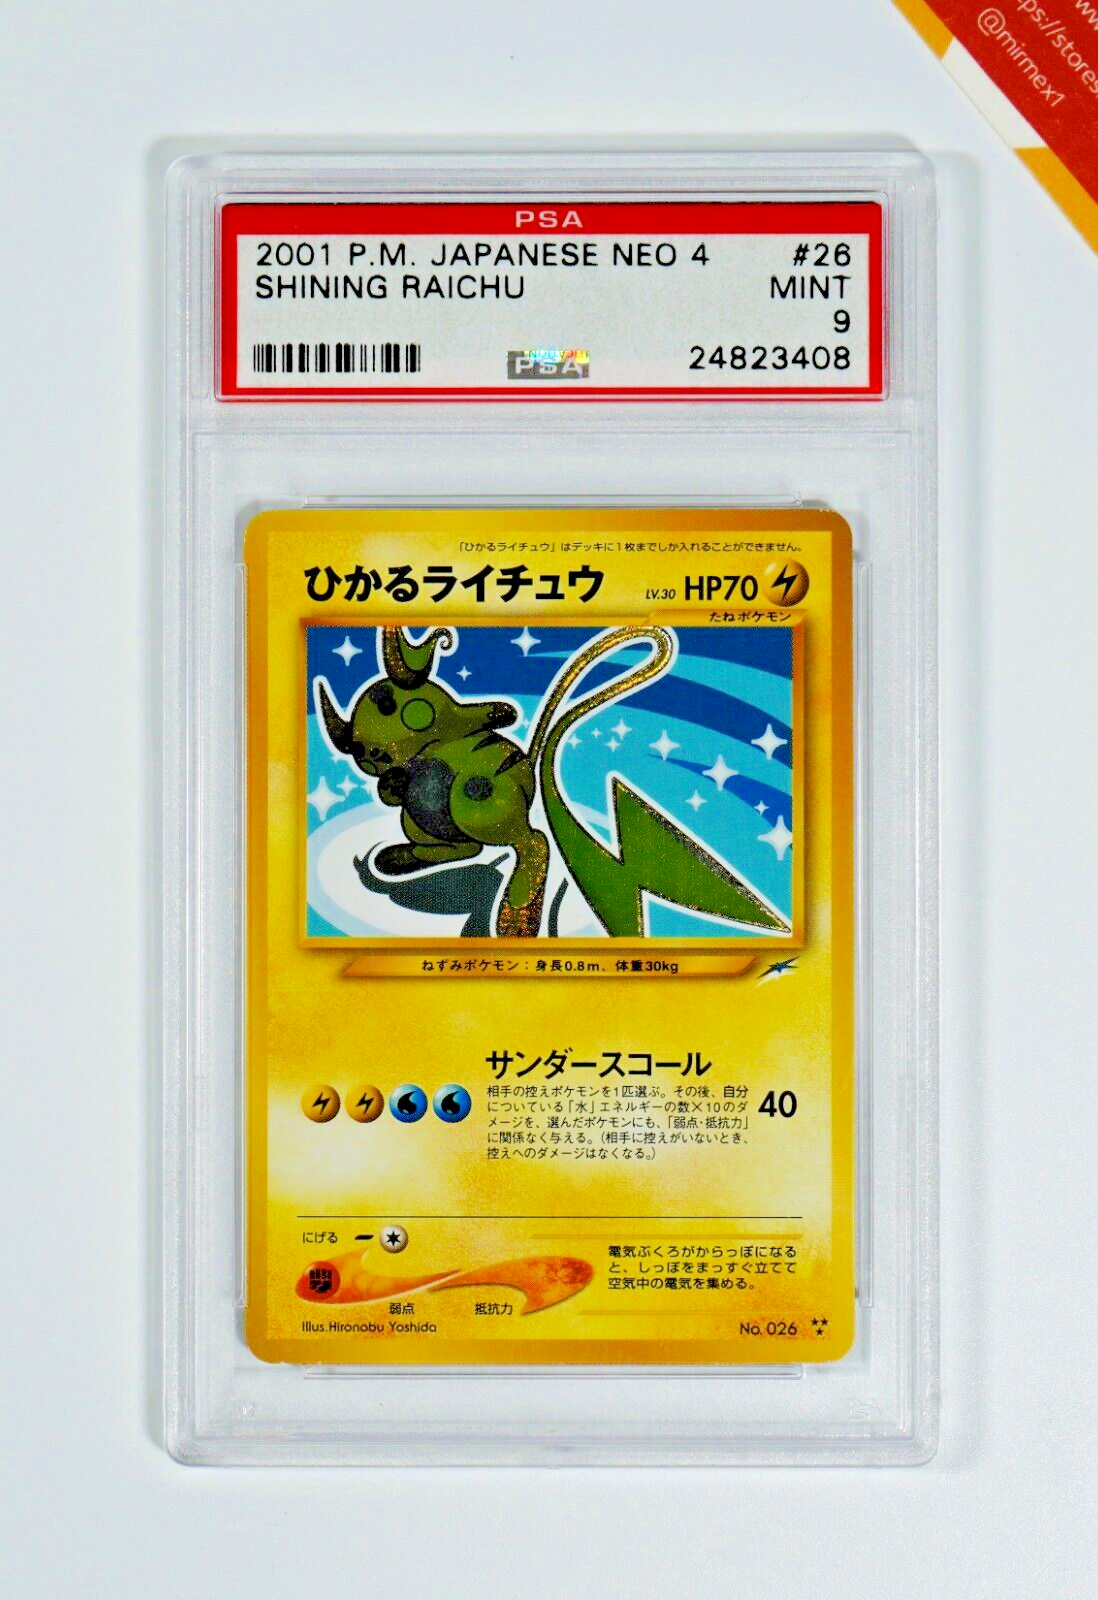 www
ps://stores
@mirmex1
PSA
2001 P.M. JAPANESE NEO 4 #26
SHINING RAICHU MINT
9
PSA 24823408
「ひかるライチュウ」はデッキに1枚までしか入れることができません。
ひかるライチュウ LV.30 HP70
たねポケモン
ねずみポケモン：身長0.8m、体重30kg
サンダースコール
相手の控えポケモンを1匹選ぶ。その後、自分
についている「水」エネルギーの数×10のダ
メージを、選んだポケモンにも、「弱点・抵抗力」
に関係なく与える。（相手に控えがいないとき、
控えへのダメージはなくなる。）
40
にげる
弱点 抵抗力
電気ぶくろがからっぽになる
と、しっぽをまっすぐ立てて
空気中の電気を集める。
Illus.Hironobu Yoshida No.026